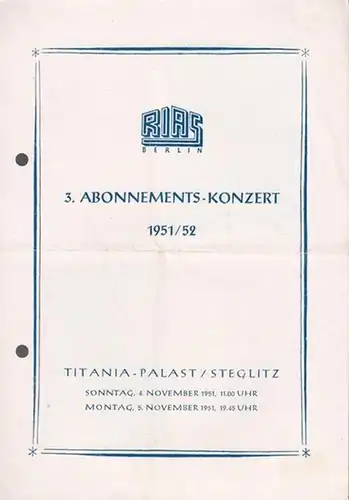 RIAS
BERLIN
3. ABONNEMENTS-KONZERT
1951/52
TITANIA-PALAST / STEGLITZ
SONNTAG, 4. NOVEMBER 1951, 11.00 UHR
MONTAG, 5. NOVEMBER 1951, 19.45 UHR